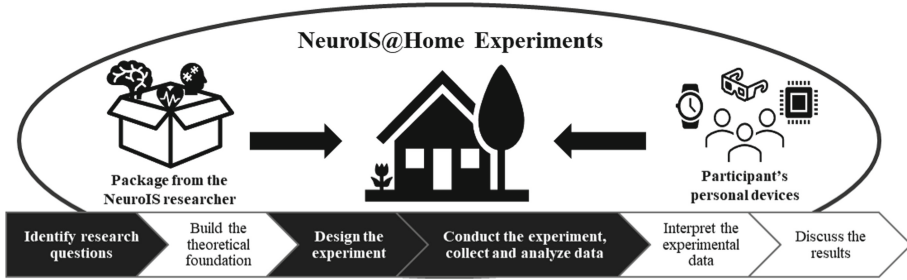 NeuroIS@Home Experiments
Package from the
NeuroIS researcher
Participant's
personal devices
Identify research
questions
Build the
theoretical
foundation
Design the
experiment
Conduct the experiment,
collect and analyze data
Interpret the
experimental
data
Discuss the
results